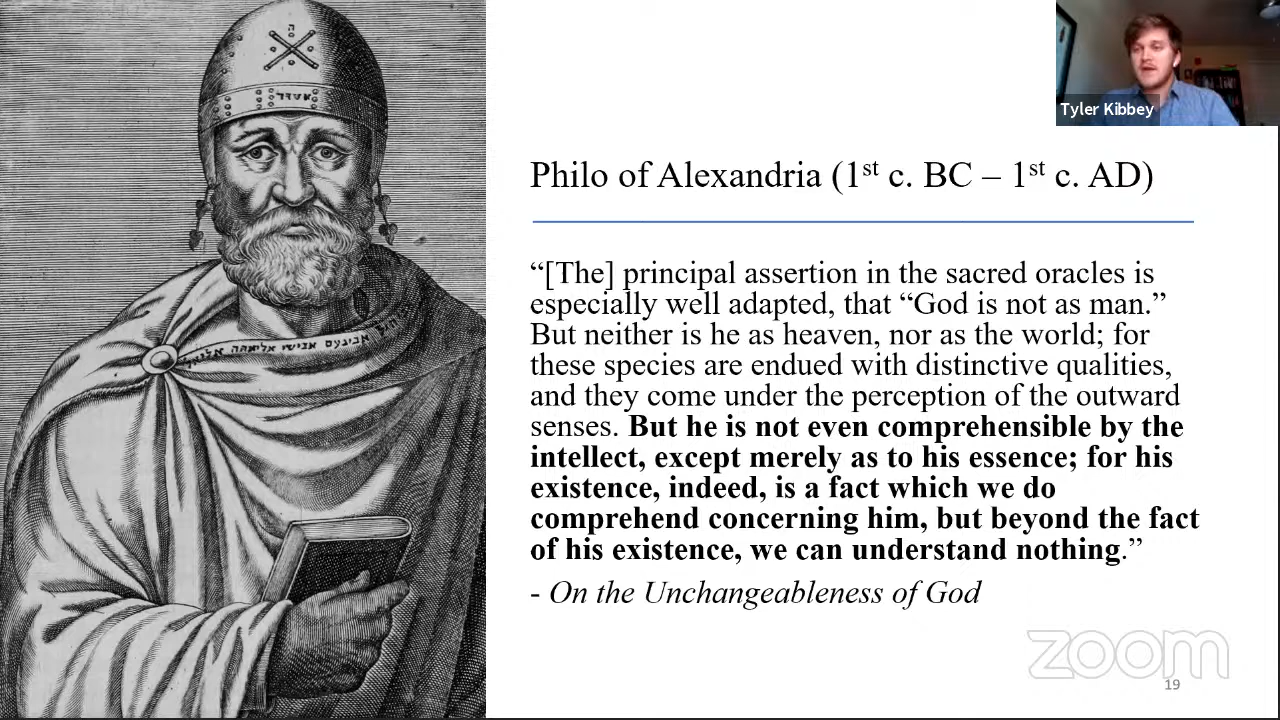 Tyler Kibbey
Philo of Alexandria (1st c. BC – 1st c. AD)
“[The] principal assertion in the sacred oracles is
especially well adapted, that “God is not as man.”
But neither is he as heaven, nor as the world; for
these species are endued with distinctive qualities,
and they come under the perception of the outward
senses. But he is not even comprehensible by the
intellect, except merely as to his essence; for his
existence, indeed, is a fact which we do
comprehend concerning him, but beyond the fact
of his existence, we can understand nothing.”
- On the Unchangeableness of God
zoom
19